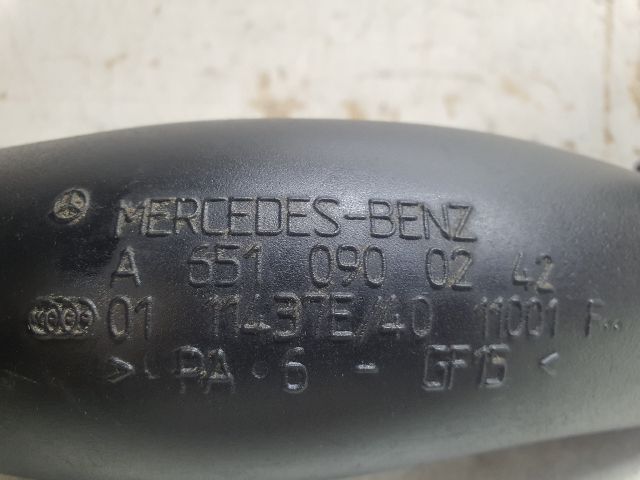 MERCEDES-BENZ
A 651 090 02 42
01 11437E/40 11001 F
>PA·6 - GF15<